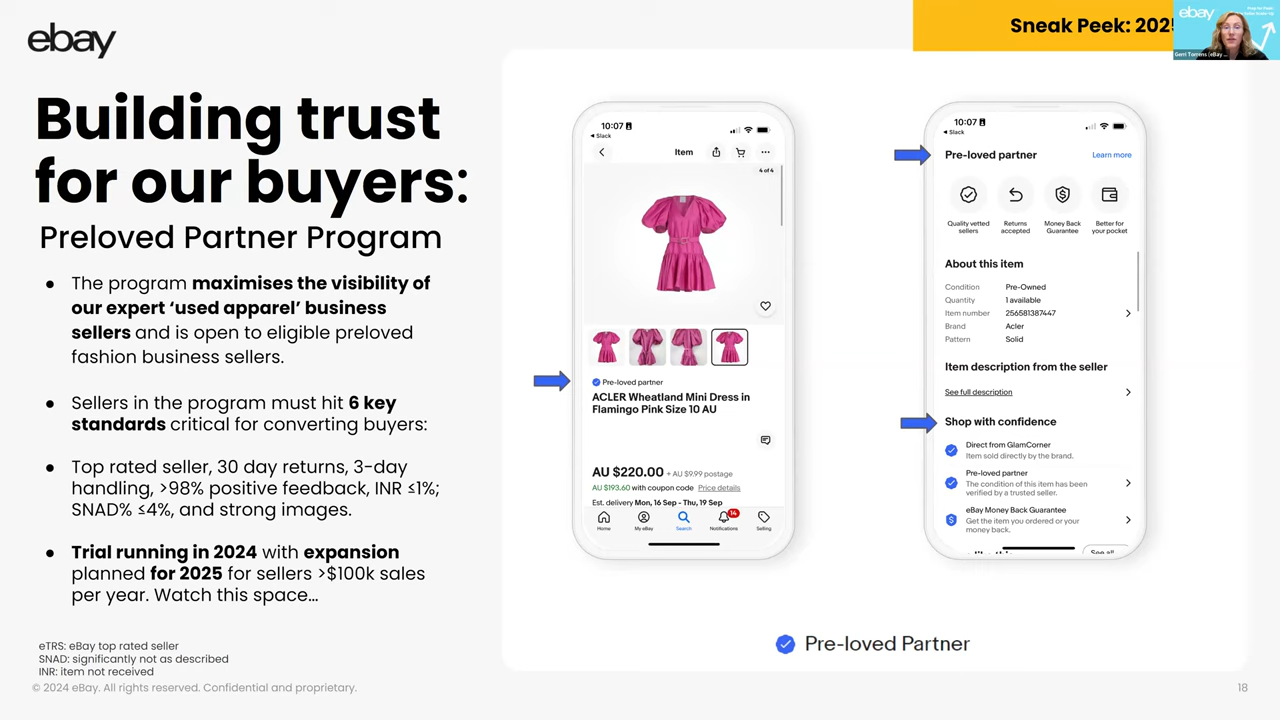 ebay
Sneak Peek: 202
ebay
Gerri Torrens (eBay ...
Building trust
for our buyers:
Preloved Partner Program
● The program maximises the visibility of
our expert ‘used apparel’ business
sellers and is open to eligible preloved
fashion business sellers.
● Sellers in the program must hit 6 key
standards critical for converting buyers:
● Top rated seller, 30 day returns, 3-day
handling, >98% positive feedback, INR ≤1%;
SNAD% ≤4%, and strong images.
● Trial running in 2024 with expansion
planned for 2025 for sellers >$100k sales
per year. Watch this space…
eTRS: eBay top rated seller
SNAD: significantly not as described
INR: item not received
© 2024 eBay. All rights reserved. Confidential and proprietary.
10:07
Slack
Item
4 of 4
Pre-loved partner
ACLER Wheatland Mini Dress in
Flamingo Pink Size 10 AU
AU $220.00 + AU $9.99 postage
AU $193.60 with coupon code Price details
Est. delivery Mon, 16 Sep - Thu, 19 Sep
14
Home My eBay Search Notifications Selling
10:07
Slack
Pre-loved partner Learn more
Quality vetted
sellers
Returns
accepted
Money Back
Guarantee
Better for
your pocket
About this item
Condition Pre-Owned
Quantity 1 available
Item number 256581387447
Brand Acler
Pattern Solid
Item description from the seller
See full description
Shop with confidence
Direct from GlamCorner
Item sold directly by the brand.
Pre-loved partner
The condition of this item has been
verified by a trusted seller.
eBay Money Back Guarantee
Get the item you ordered or your
money back.
See all
Pre-loved Partner
18